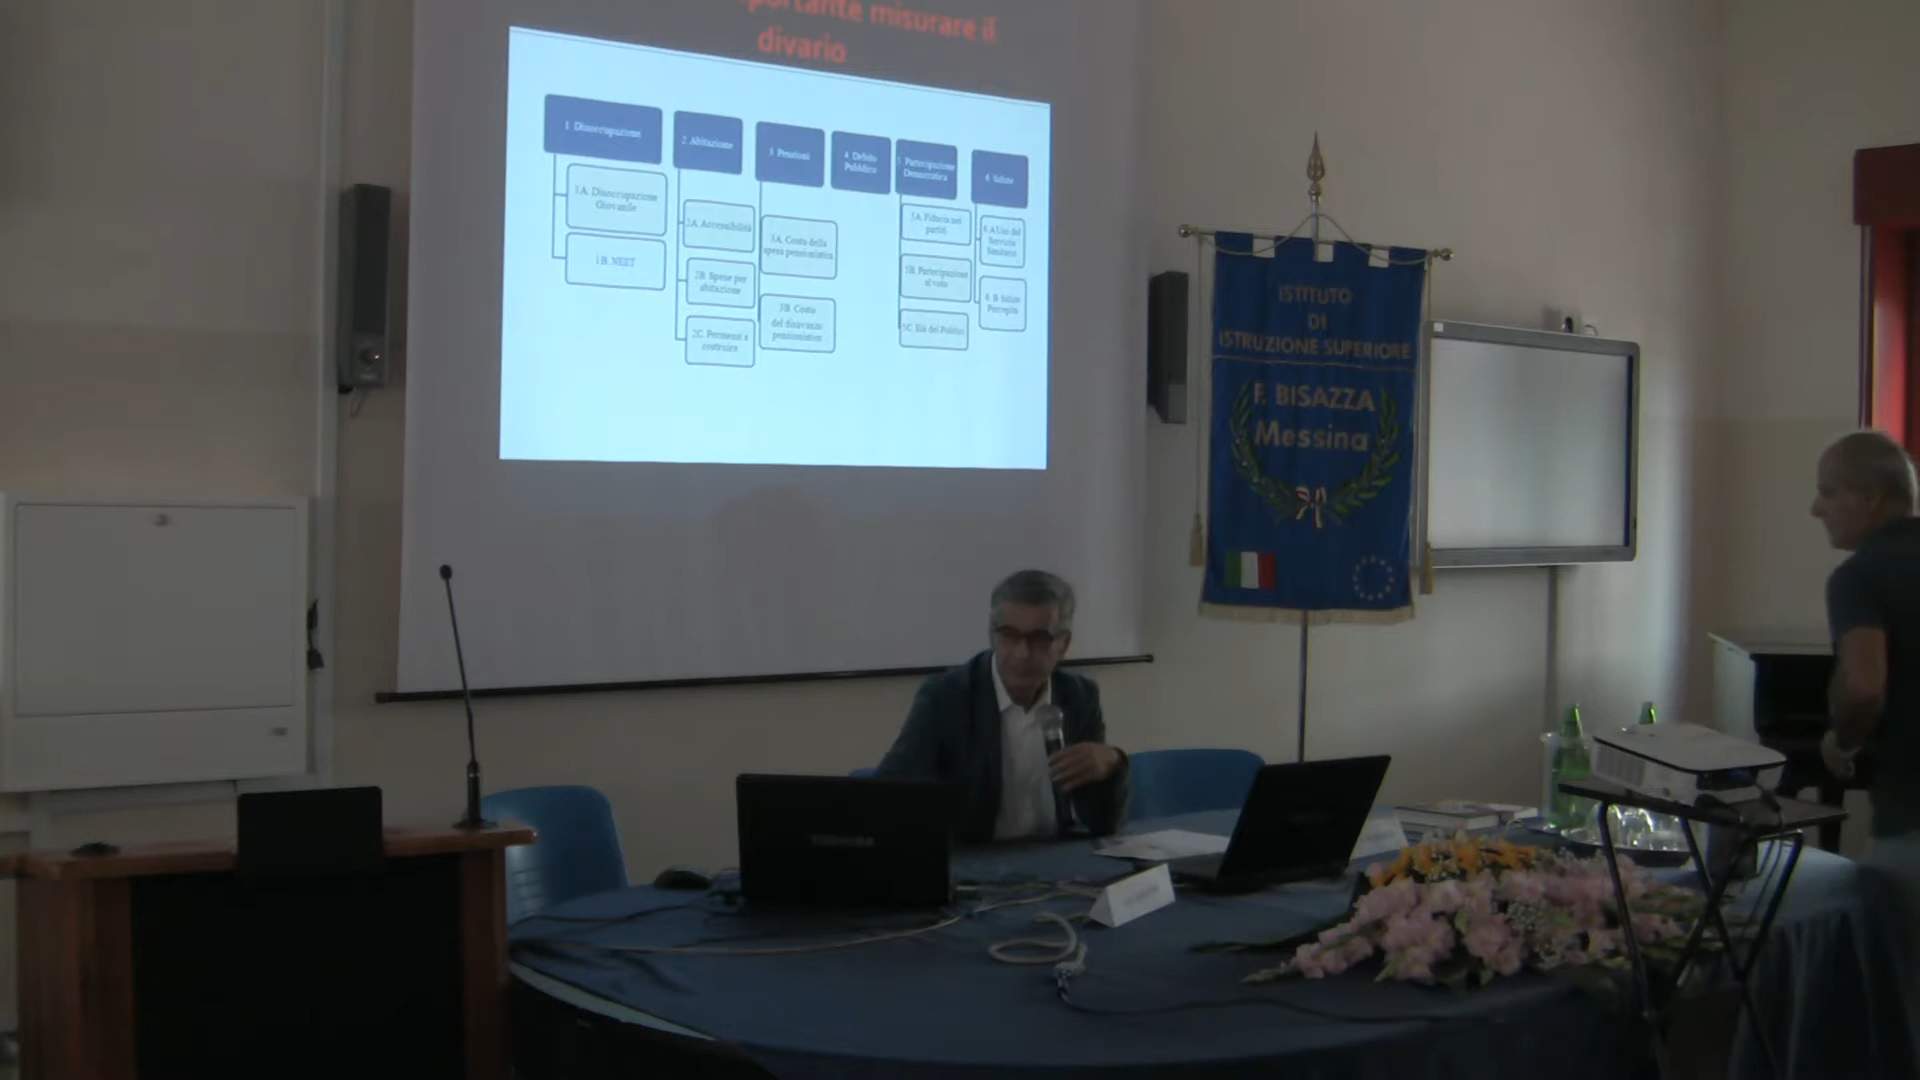 misurare il
divario
1. Disoccupazione
1A. Disoccupazione
Giovanile
1B. NEET
2. Abitazione
2A. Accessibilità
2B. Spese per
abitazione
2C. Permessi a
costruire
3. Pensioni
3A. Costo della
spesa pensionistica
3B. Costo
del disavanzo
pensionistico
4. Debito
Pubblico
5. Partecipazione
Democratica
5A. Fiducia nei
partiti
5B. Partecipazione
al voto
5C. Età dei Politici
6. Salute
6.A Uso del
Servizio
Sanitario
6. B Salute
Percepita
ISTITUTO
DI
ISTRUZIONE SUPERIORE
F. BISAZZA
Messina
TOSHIBA